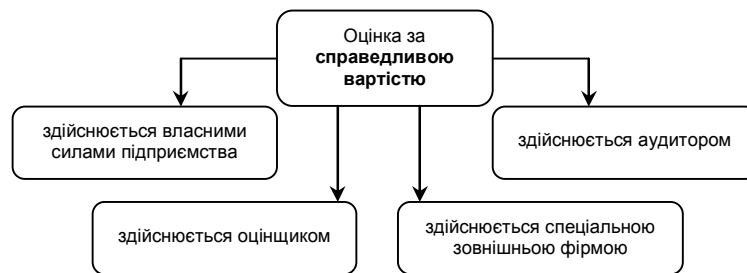 Оцінка за
справедливою
вартістю
здійснюється власними
силами підприємства
здійснюється аудитором
здійснюється оцінщиком
здійснюється спеціальною
зовнішньою фірмою